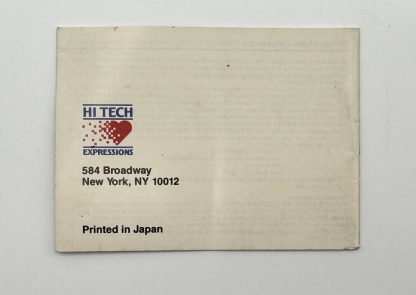 HI TECH
EXPRESSIONS
584 Broadway
New York, NY 10012
Printed in Japan